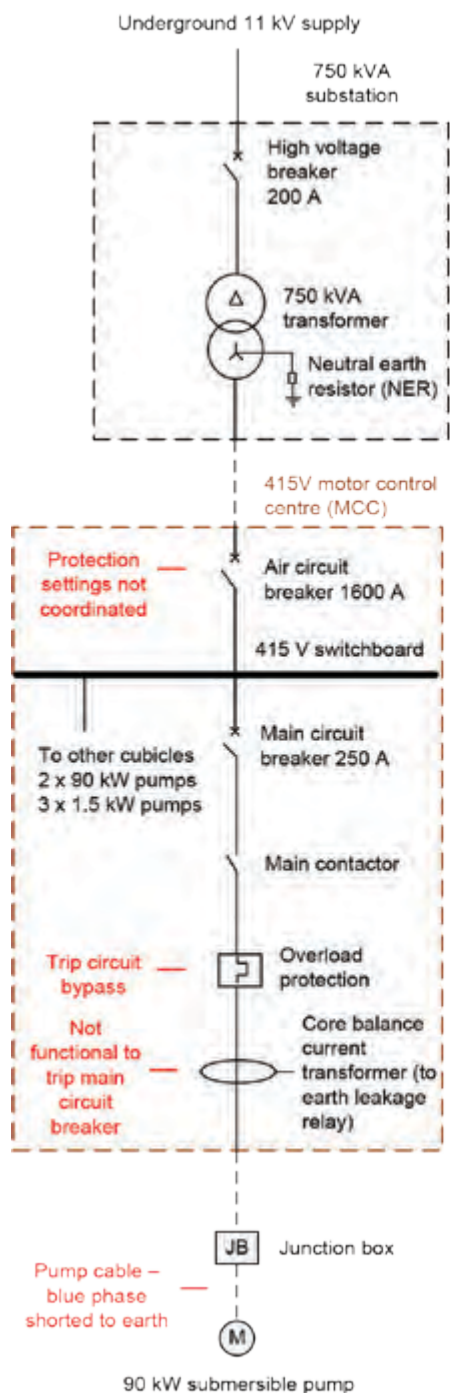 Underground 11 kV supply
750 kVA
substation
High voltage
breaker
200 A
750 kVA
transformer
Neutral earth
resistor (NER)
415V motor control
centre (MCC)
Protection
settings not
coordinated
Air circuit
breaker 1600 A
415 V switchboard
To other cubicles
2 x 90 kW pumps
3 x 1.5 kW pumps
Main circuit
breaker 250 A
Main contactor
Trip circuit
bypass
Overload
protection
Not
functional to
trip main
circuit
breaker
Core balance
current
transformer (to
earth leakage
relay)
JB
Junction box
Pump cable –
blue phase
shorted to earth
M
90 kW submersible pump